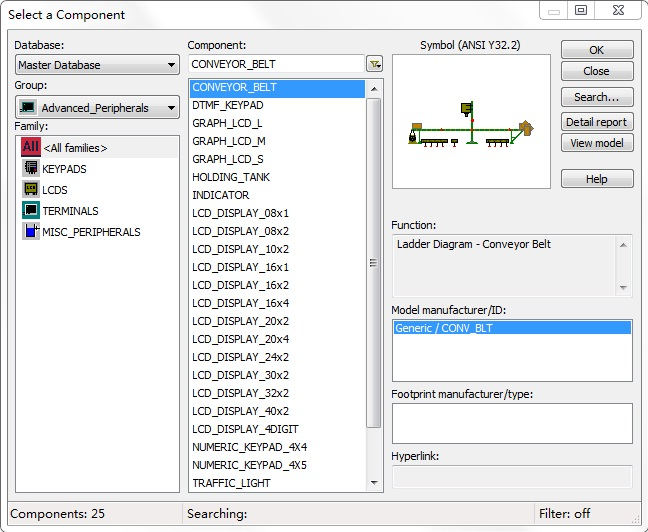 Select a Component
Database:
Master Database
Group:
Advanced_Peripherals
Family:
All <All families>
KEYPADS
LCDS
TERMINALS
MISC_PERIPHERALS
Component:
CONVEYOR_BELT
CONVEYOR_BELT
DTMF_KEYPAD
GRAPH_LCD_L
GRAPH_LCD_M
GRAPH_LCD_S
HOLDING_TANK
INDICATOR
LCD_DISPLAY_08x1
LCD_DISPLAY_08x2
LCD_DISPLAY_10x2
LCD_DISPLAY_16x1
LCD_DISPLAY_16x2
LCD_DISPLAY_16x4
LCD_DISPLAY_20x2
LCD_DISPLAY_20x4
LCD_DISPLAY_24x2
LCD_DISPLAY_30x2
LCD_DISPLAY_32x2
LCD_DISPLAY_40x2
LCD_DISPLAY_4DIGIT
NUMERIC_KEYPAD_4X4
NUMERIC_KEYPAD_4X5
TRAFFIC_LIGHT
Symbol (ANSI Y32.2)
OK
Close
Search...
Detail report
View model
Help
Function:
Ladder Diagram - Conveyor Belt
Model manufacturer/ID:
Generic / CONV_BLT
Footprint manufacturer/type:
Hyperlink:
Components: 25
Searching:
Filter: off